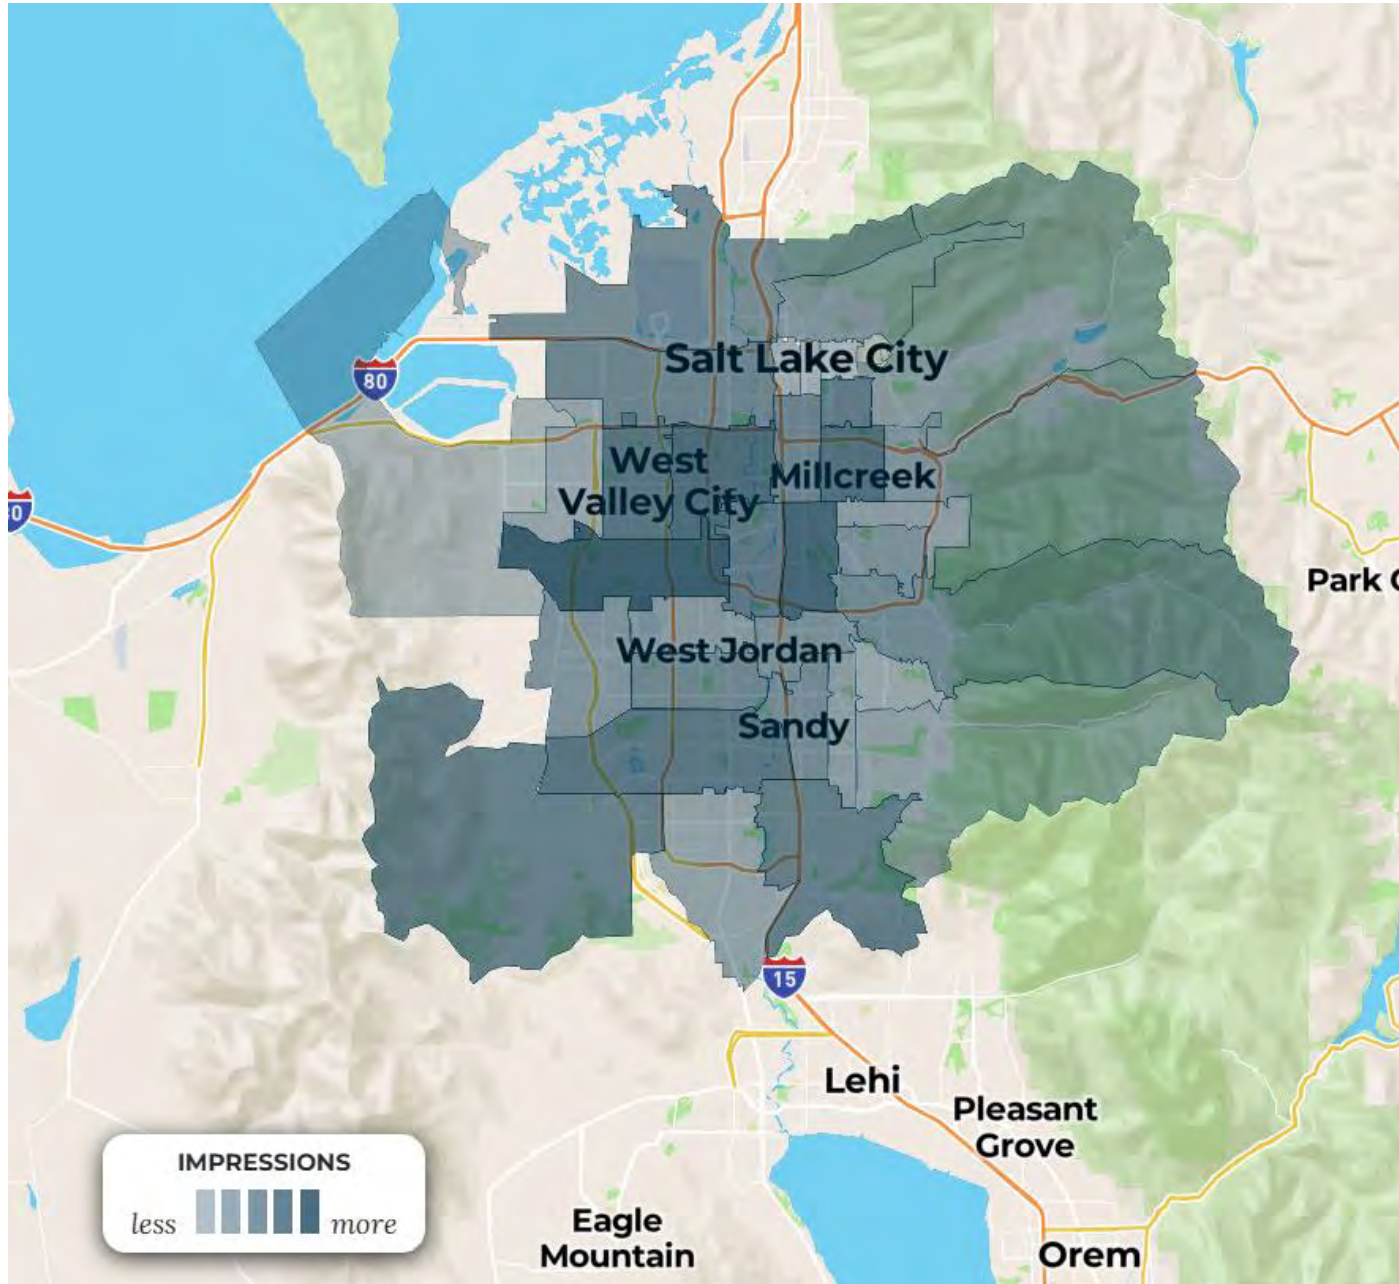 80
Salt Lake City
West
Valley City
Millcreek
80
Park C
West Jordan
Sandy
15
Lehi
Pleasant
Grove
IMPRESSIONS
less more
Eagle
Mountain
Orem